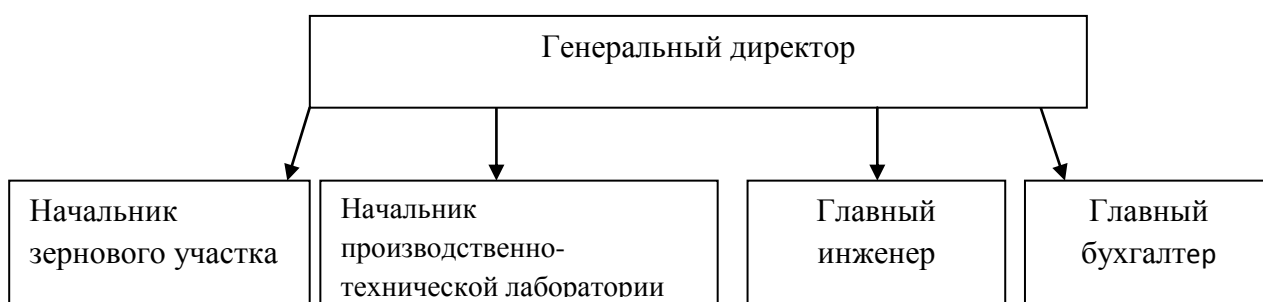 Генеральный директор
Начальник
зернового участка
Начальник
производственно-
технической лаборатории
Главный
инженер
Главный
бухгалтер